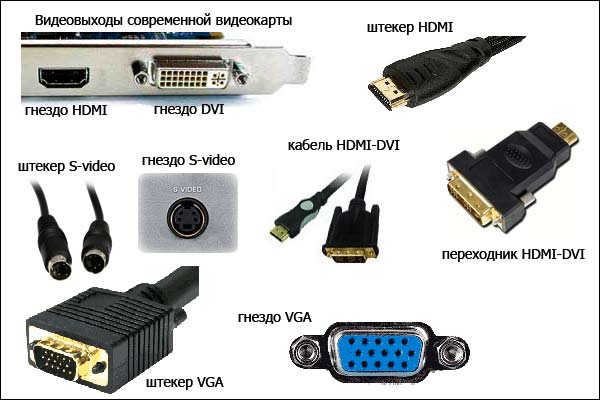 Видеовыходы современной видеокарты
штекер HDMI
гнездо HDMI
гнездо DVI
штекер S-video
гнездо S-video
кабель HDMI-DVI
S VIDEO
переходник HDMI-DVI
гнездо VGA
штекер VGA